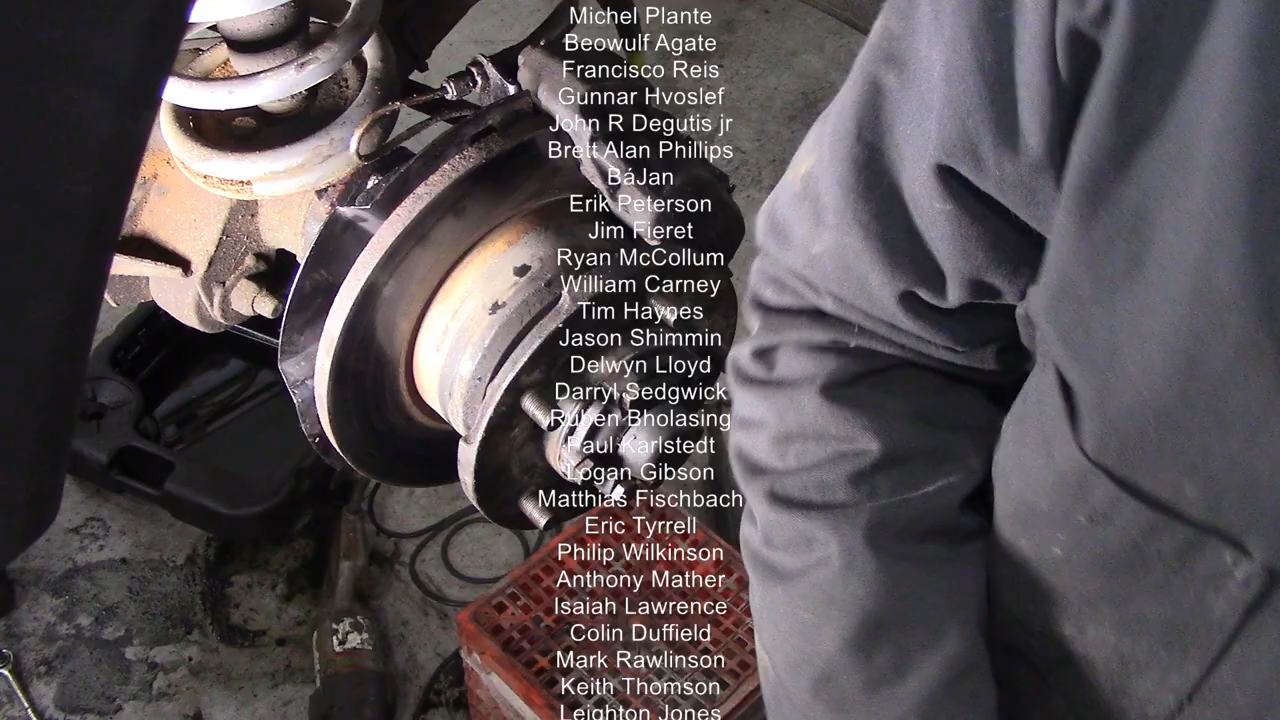 Michel Plante
Beowulf Agate
Francisco Reis
Gunnar Hvoslef
John R Degutis jr
Brett Alan Phillips
BáJan
Erik Peterson
Jim Fieret
Ryan McCollum
William Carney
Tim Haynes
Jason Shimmin
Delwyn Lloyd
Darryl Sedgwick
Ruben Bholasing
Paul Karlstedt
Logan Gibson
Matthias Fischbach
Eric Tyrrell
Philip Wilkinson
Anthony Mather
Isaiah Lawrence
Colin Duffield
Mark Rawlinson
Keith Thomson
Leighton Jones